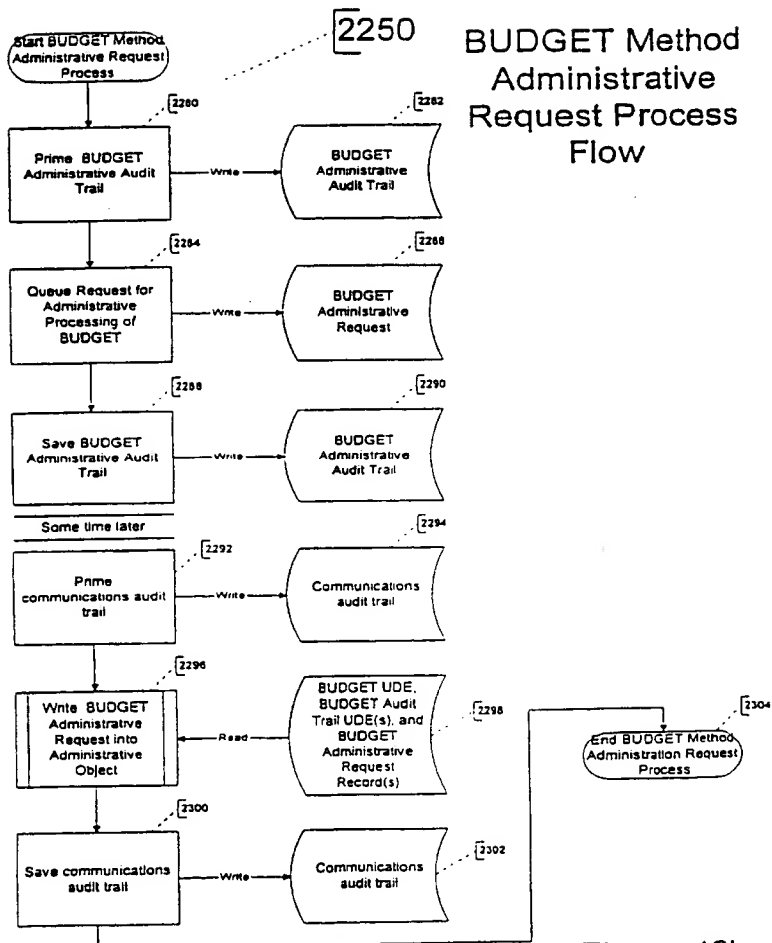 2250
BUDGET Method
Administrative
Request Process
Flow
Start BUDGET Method
Administrative Request
Process
2280
Prime BUDGET
Administrative Audit
Trail
Write
2282
BUDGET
Administrative
Audit Trail
2284
Queue Request for
Administrative
Processing of
BUDGET
Write
2288
BUDGET
Administrative
Request
2288
Save BUDGET
Administrative Audit
Trail
Write
2290
BUDGET
Administrative
Audit Trail
Some time later
2292
Prime
communications audit
trail
Write
2294
Communications
audit trail
2296
Write BUDGET
Administrative
Request into
Administrative
Object
Read
2298
BUDGET UDE,
BUDGET Audit
Trail UDE(s), and
BUDGET
Administrative
Request
Record(s)
2300
Save communications
audit trail
Write
2302
Communications
audit trail
2304
End BUDGET Method
Administration Request
Process